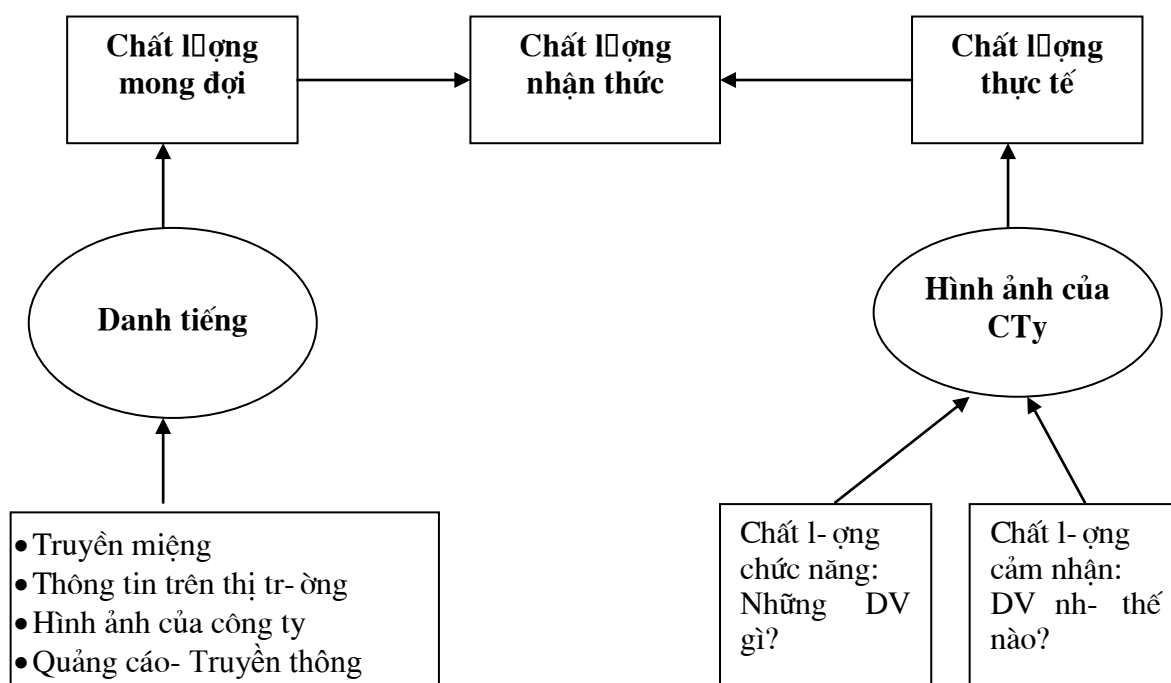 Chất l□ợng
mong đợi
Chất l□ợng
nhận thức
Chất l□ợng
thực tế
Danh tiếng
Hình ảnh của
CTy
•Truyền miệng
•Thông tin trên thị tr- ờng
•Hình ảnh của công ty
•Quảng cáo- Truyền thông
Chất l- ợng
chức năng:
Những DV
gì?
Chất l- ợng
cảm nhận:
DV nh- thế
nào?